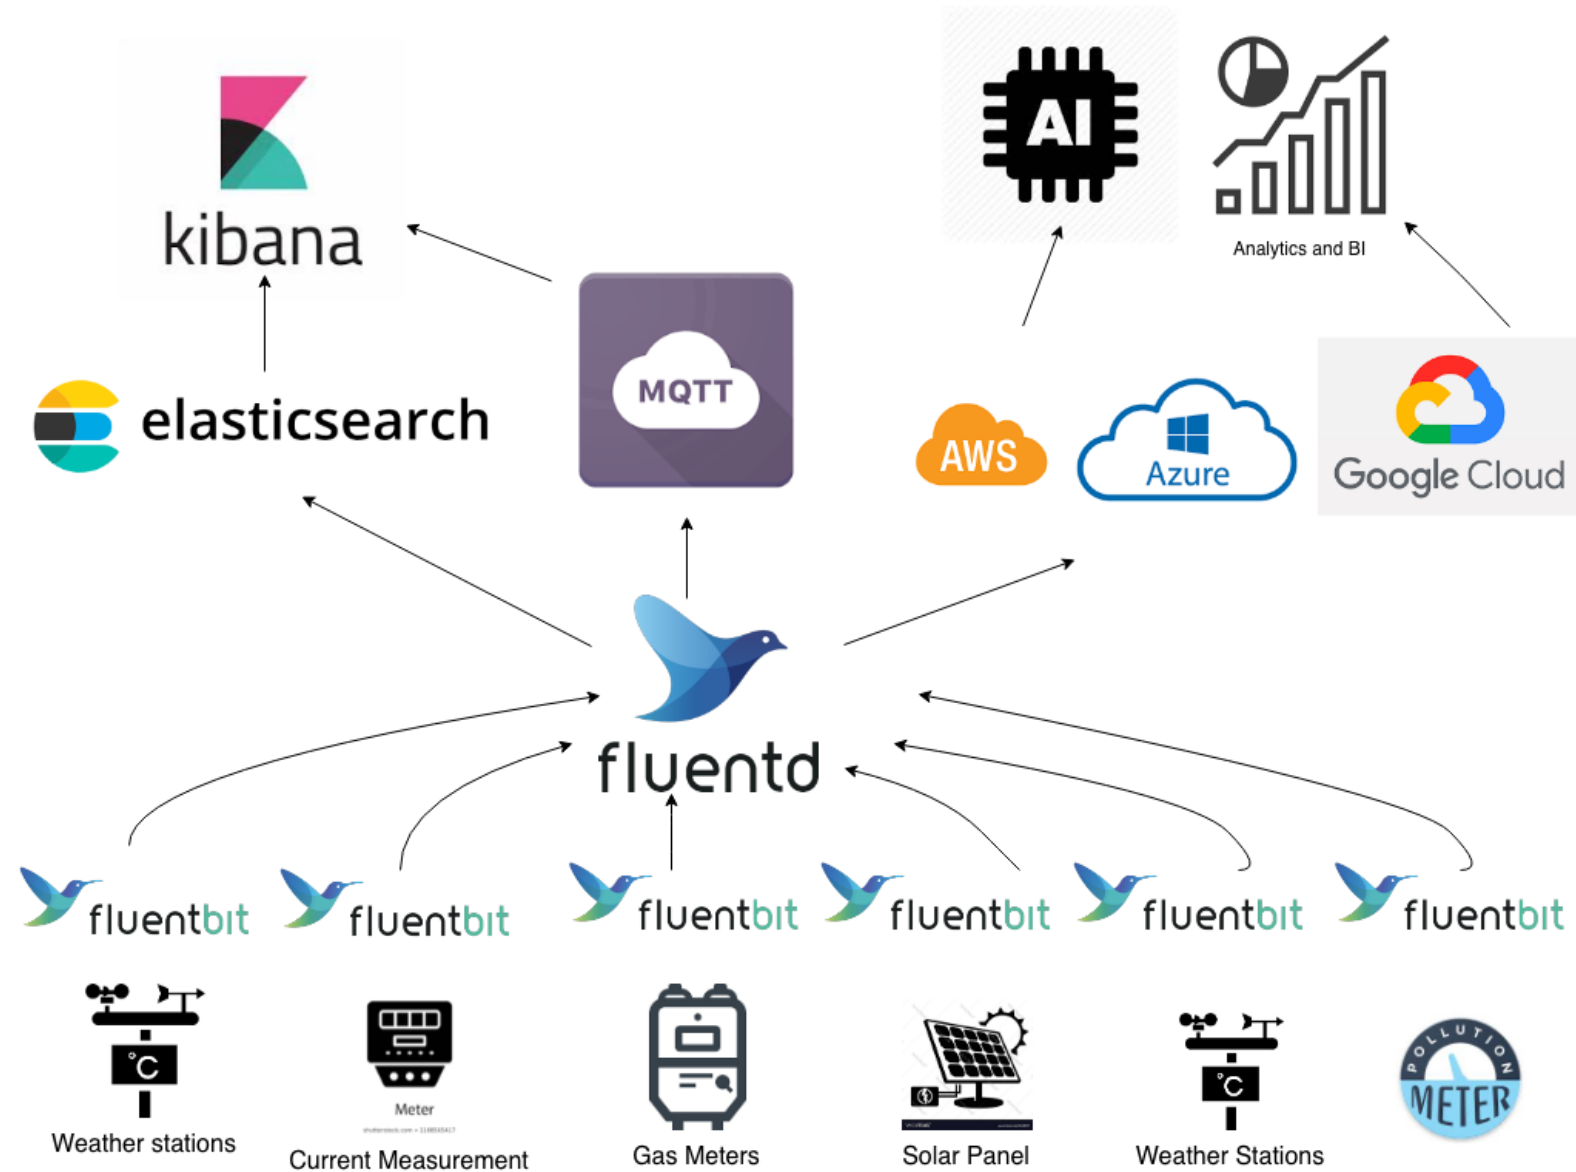 AI
kibana
Analytics and BI
MQTT
elasticsearch
AWS
Azure
Google Cloud
fluentd
fluentbit
fluentbit
fluentbit
fluentbit
fluentbit
fluentbit
°C
Meter
°C
POLLUTION
METER
Weather stations
Current Measurement
Gas Meters
Solar Panel
Weather Stations